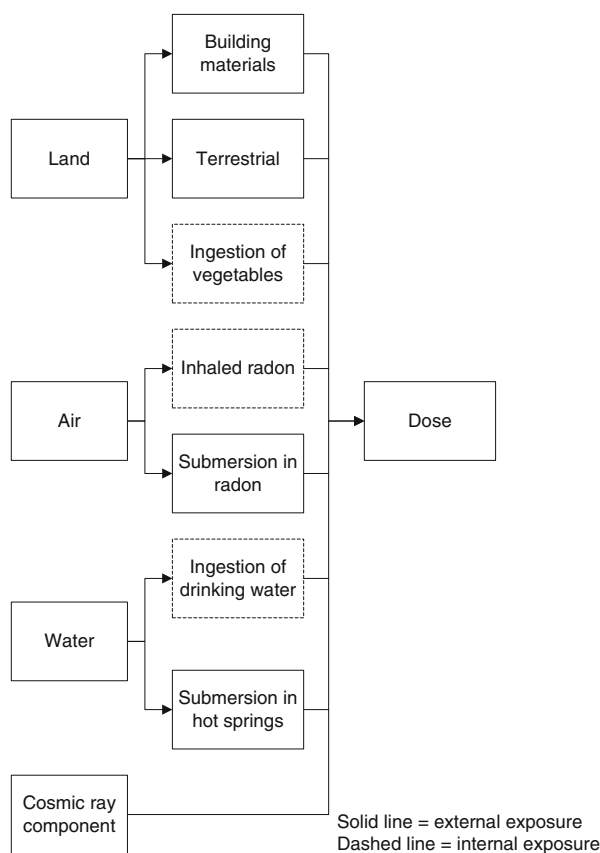 Building
materials
Land
Terrestrial
Ingestion of
vegetables
Inhaled radon
Air
Dose
Submersion in
radon
Ingestion of
drinking water
Water
Submersion in
hot springs
Cosmic ray
component
Solid line = external exposure
Dashed line = internal exposure